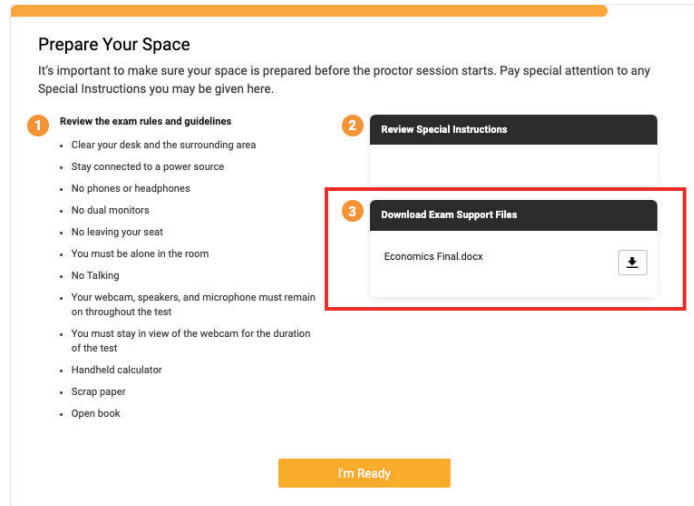 Prepare Your Space
It's important to make sure your space is prepared before the proctor session starts. Pay special attention to any
Special Instructions you may be given here.
1
Review the exam rules and guidelines
• Clear your desk and the surrounding area
• Stay connected to a power source
• No phones or headphones
• No dual monitors
• No leaving your seat
• You must be alone in the room
• No Talking
• Your webcam, speakers, and microphone must remain
on throughout the test
• You must stay in view of the webcam for the duration
of the test
• Handheld calculator
• Scrap paper
• Open book
2
Review Special Instructions
3
Download Exam Support Files
Economics Final.docx
I'm Ready